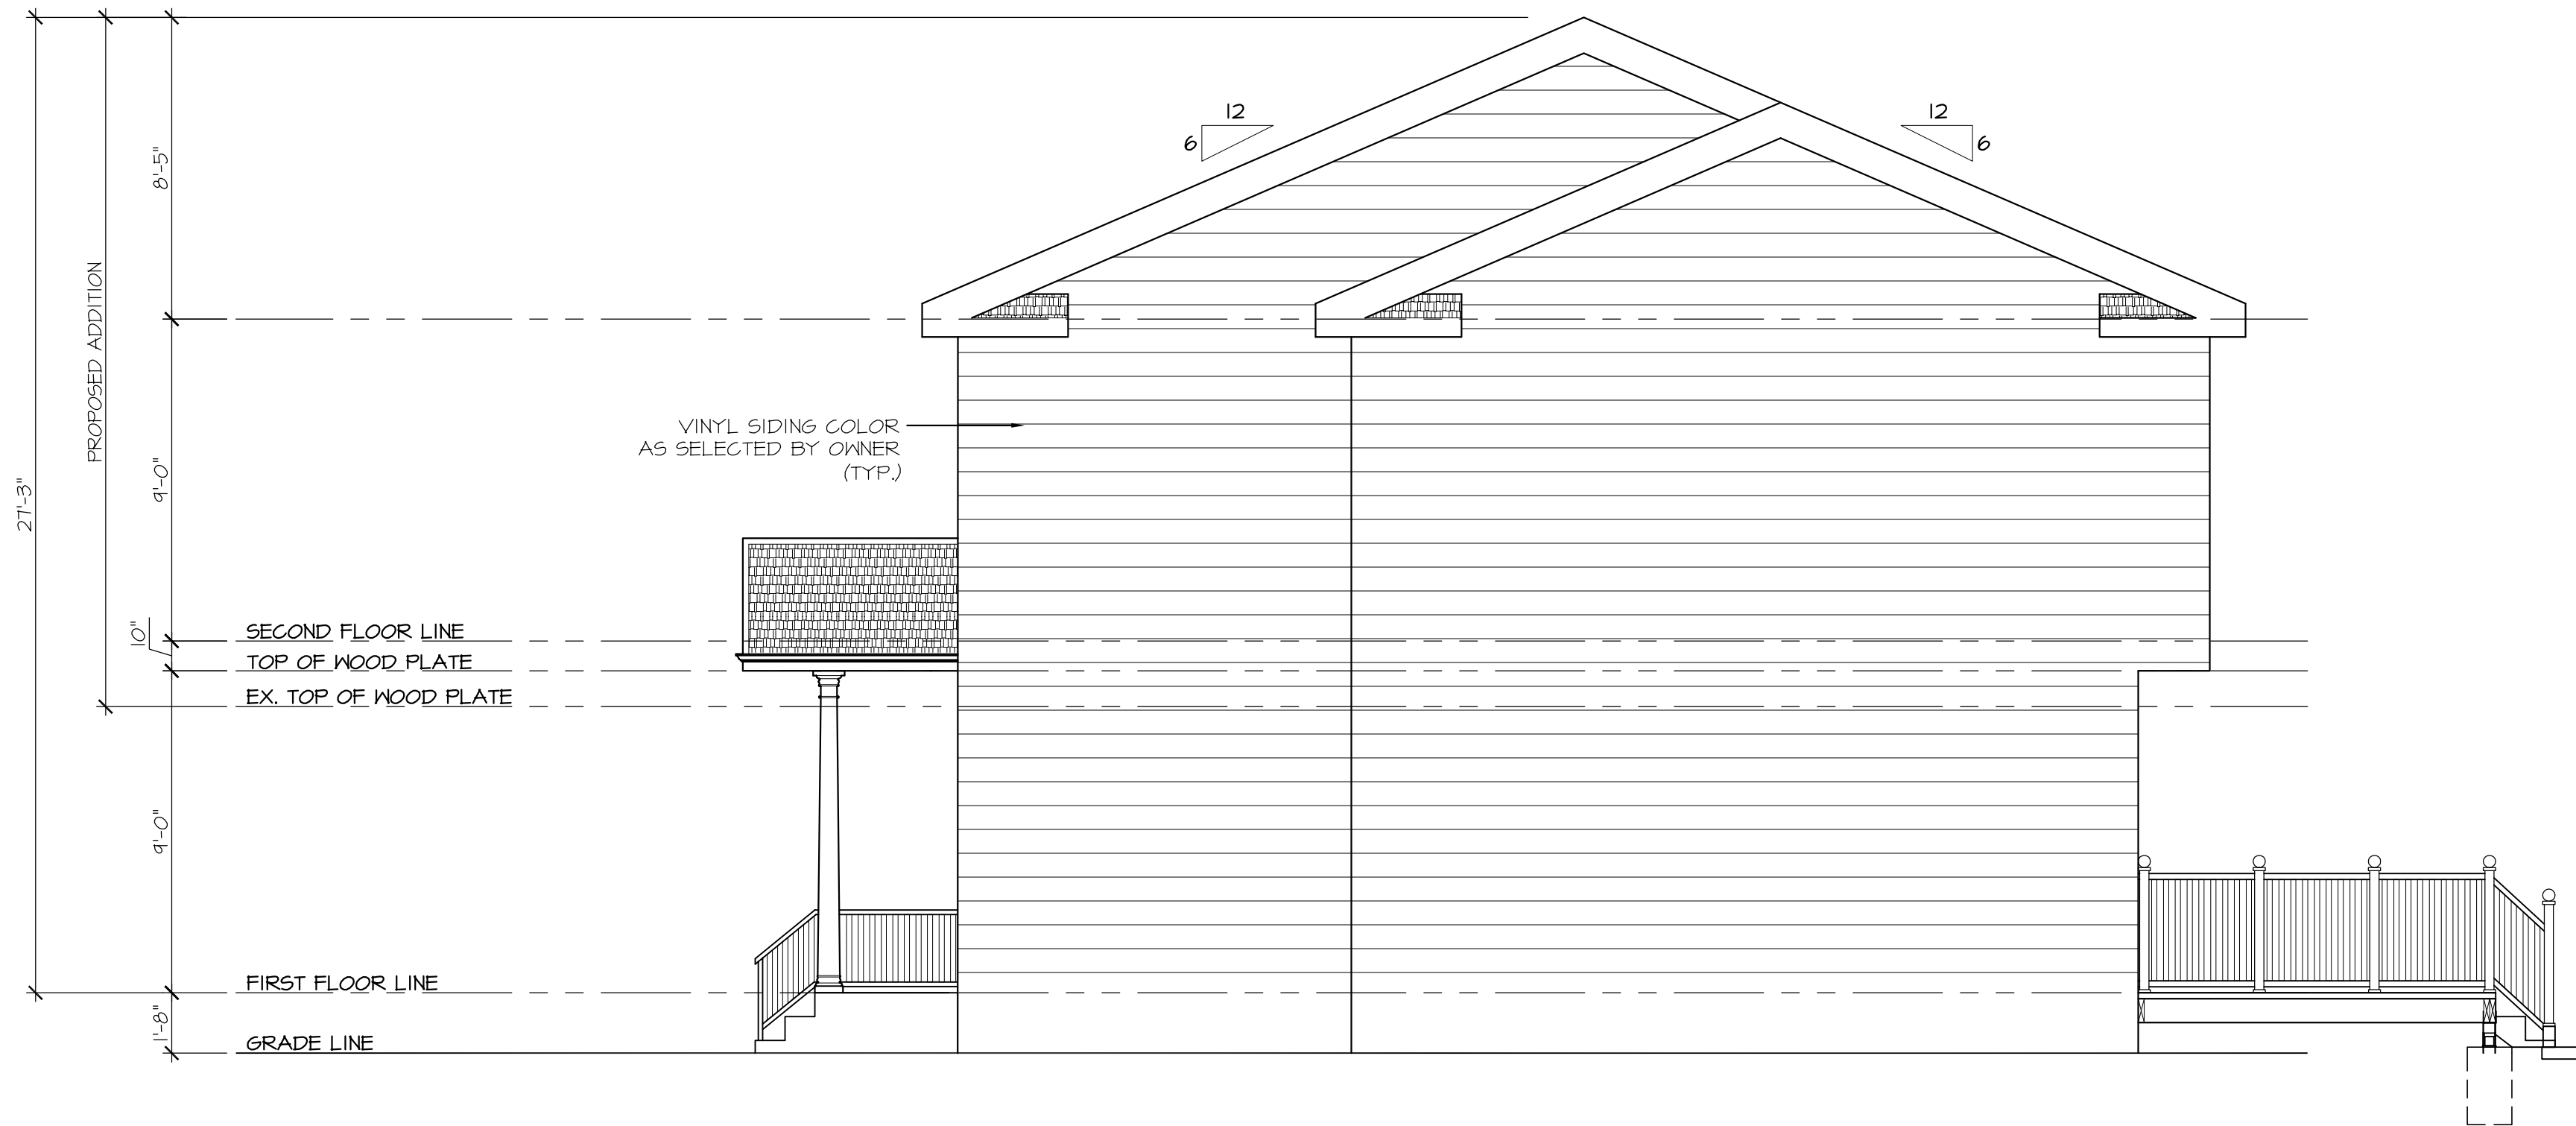 12
6
12
6
8'-5"
PROPOSED ADDITION
9'-0"
27'-3"
VINYL SIDING COLOR
AS SELECTED BY OWNER
(TYP.)
10"
SECOND FLOOR LINE
TOP OF WOOD PLATE
EX. TOP OF WOOD PLATE
9'-0"
FIRST FLOOR LINE
1'-8"
GRADE LINE